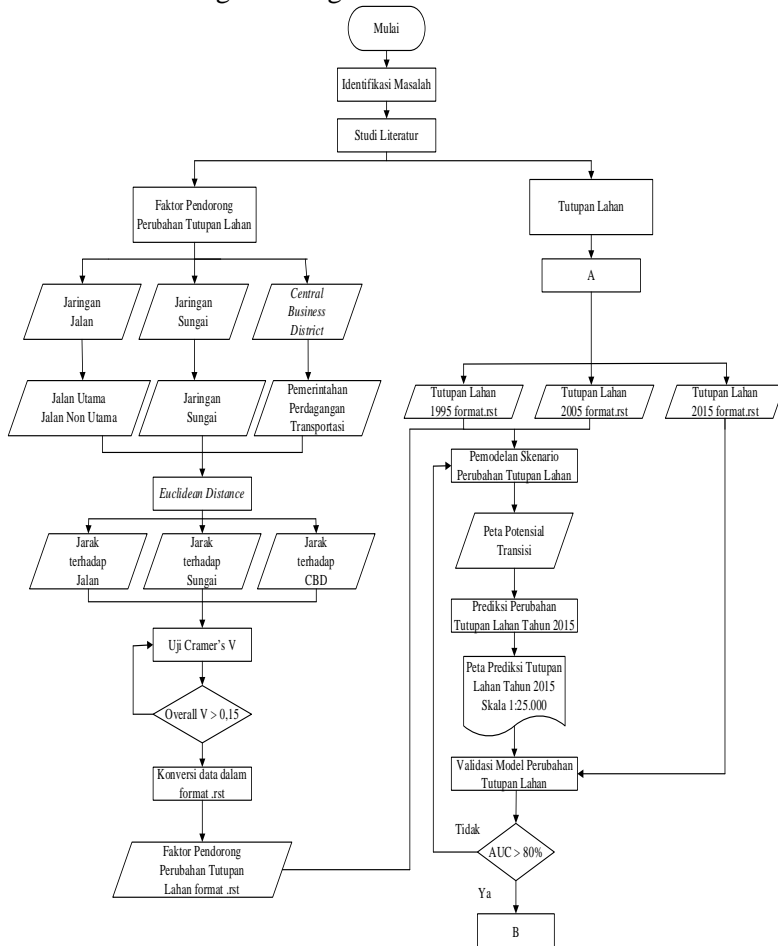 Mulai
Identifikasi Masalah
Studi Literatur
Faktor Pendorong
Perubahan Tutupan Lahan
Tutupan Lahan
A
Jaringan
Jalan
Jaringan
Sungai
Central
Business
District
Jalan Utama
Jalan Non Utama
Jaringan
Sungai
Pemerintahan
Perdagangan
Transportasi
Tutupan Lahan
1995 format.rst
Tutupan Lahan
2005 format.rst
Tutupan Lahan
2015 format.rst
Euclidean Distance
Pemodelan Skenario
Perubahan Tutupan Lahan
Jarak
terhadap
Jalan
Jarak
terhadap
Sungai
Jarak
terhadap
CBD
Peta Potensial
Transisi
Uji Cramer's V
Prediksi Perubahan
Tutupan Lahan Tahun 2015
Overall V > 0,15
Peta Prediksi Tutupan
Lahan Tahun 2015
Skala 1:25.000
Konversi data dalam
format .rst
Validasi Model Perubahan
Tutupan Lahan
Faktor Pendorong
Perubahan Tutupan
Lahan format .rst
Tidak
AUC > 80%
Ya
B